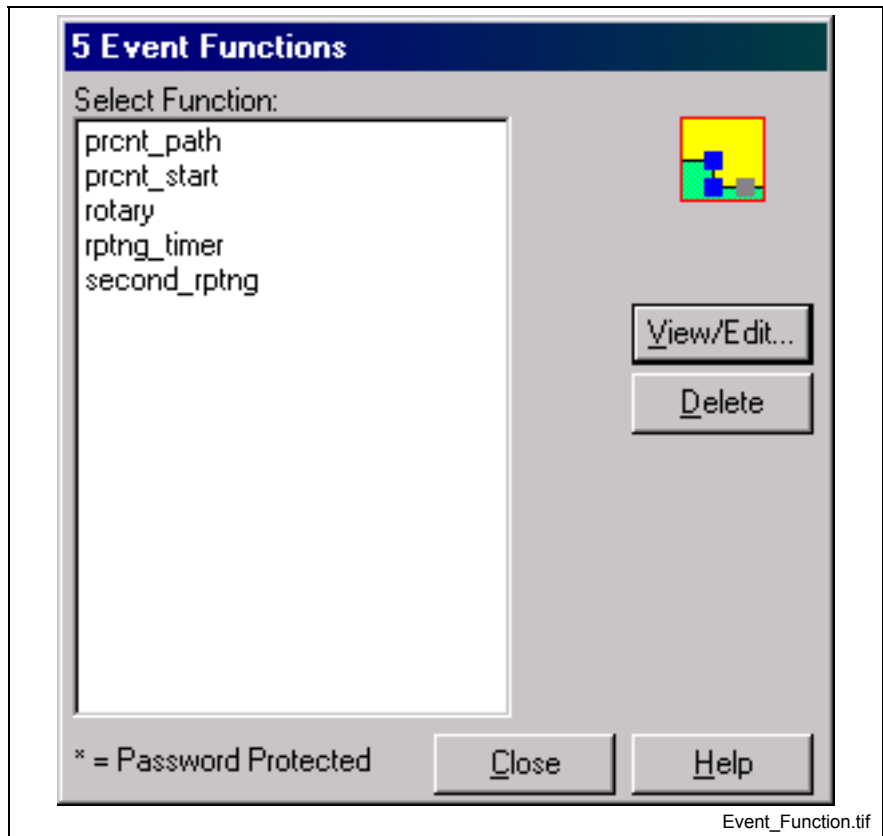 5 Event Functions
Select Function:
prcnt_path
prcnt_start
rotary
rptng_timer
second_rptng
View/Edit...
Delete
* = Password Protected
Close
Help
Event_Function.tif